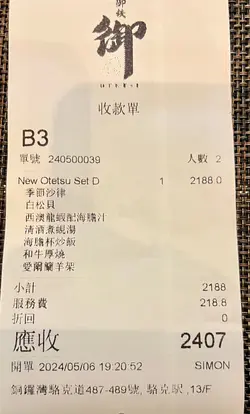 御鉄
御
收款單
B3
單號 240500039 人數 2
New Otetsu Set D 1 2188.0
季節沙律
白松貝
西澳龍蝦配海膽汁
清酒煮蜆湯
海膽杯炒飯
和牛厚燒
愛爾蘭羊架
小計 2188
服務費 218.8
折回 0
應收 2407
開單 2024/05/06 19:20:52 SIMON
銅鑼灣駱克道487-489號, 駱克駅 ,13/F